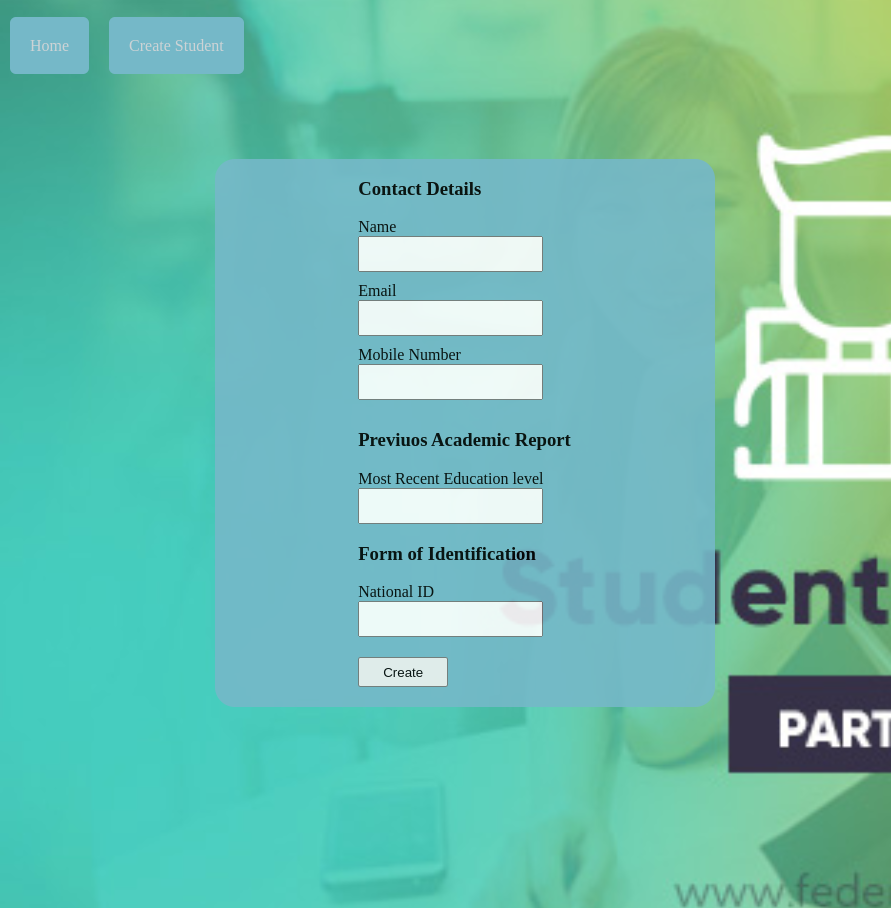 Home
Create Student
Contact Details
Name
Email
Mobile Number
Previuos Academic Report
Most Recent Education level
Form of Identification
National ID
Student
Create
PART
www.fede